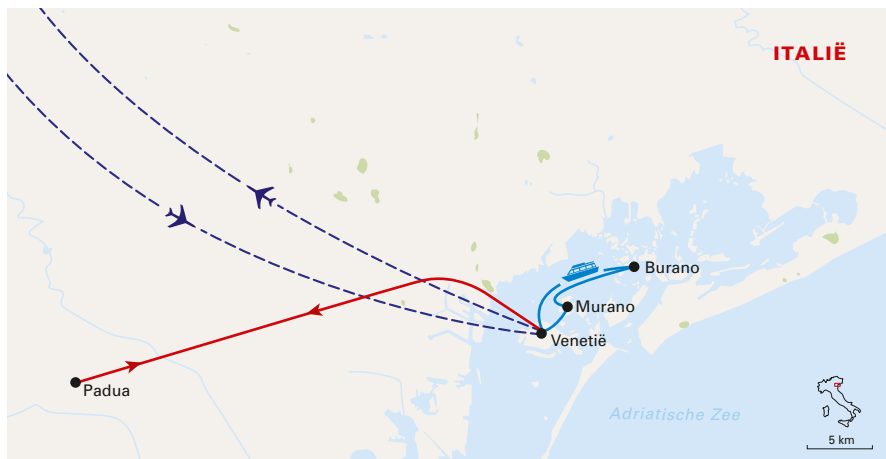 ITALIË
Burano
Murano
Venetië
Padua
Adriatische Zee
5 km